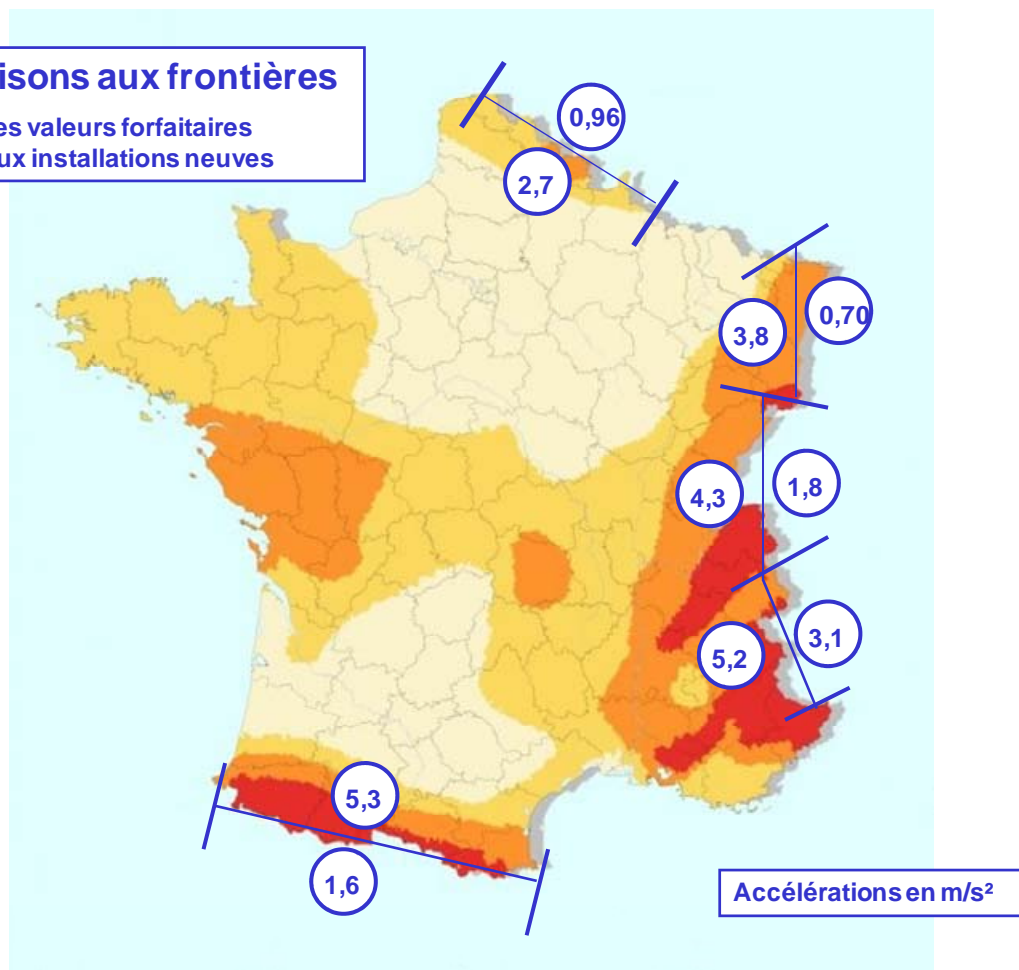 isons aux frontières
es valeurs forfaitaires
ux installations neuves
0,96
2,7
3,8
0,70
4,3
1,8
5,2
3,1
5,3
1,6
Accélérations en m/s²